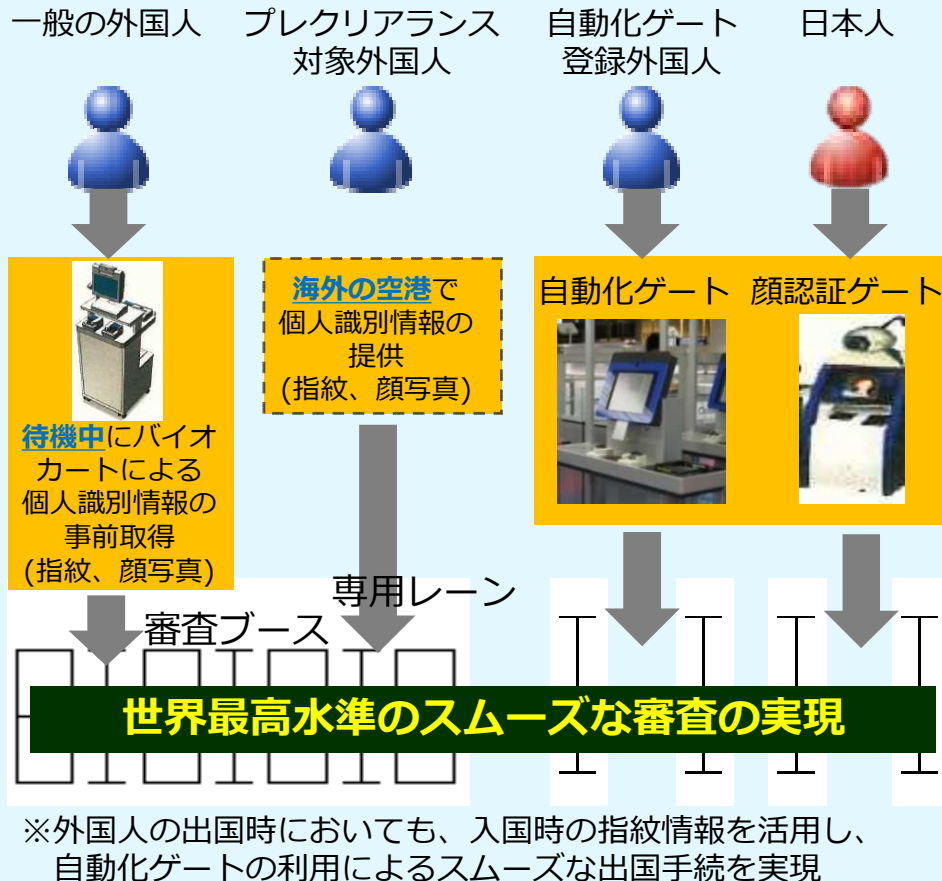 一般の外国人
プレクリアランス
対象外国人
自動化ゲート
登録外国人
日本人
待機中にバイオ
カートによる
個人識別情報の
事前取得
(指紋、顔写真)
海外の空港で
個人識別情報の
提供
(指紋、顔写真)
自動化ゲート
顔認証ゲート
専用レーン
審査ブース
世界最高水準のスムーズな審査の実現
※外国人の出国時においても、入国時の指紋情報を活用し、
自動化ゲートの利用によるスムーズな出国手続を実現